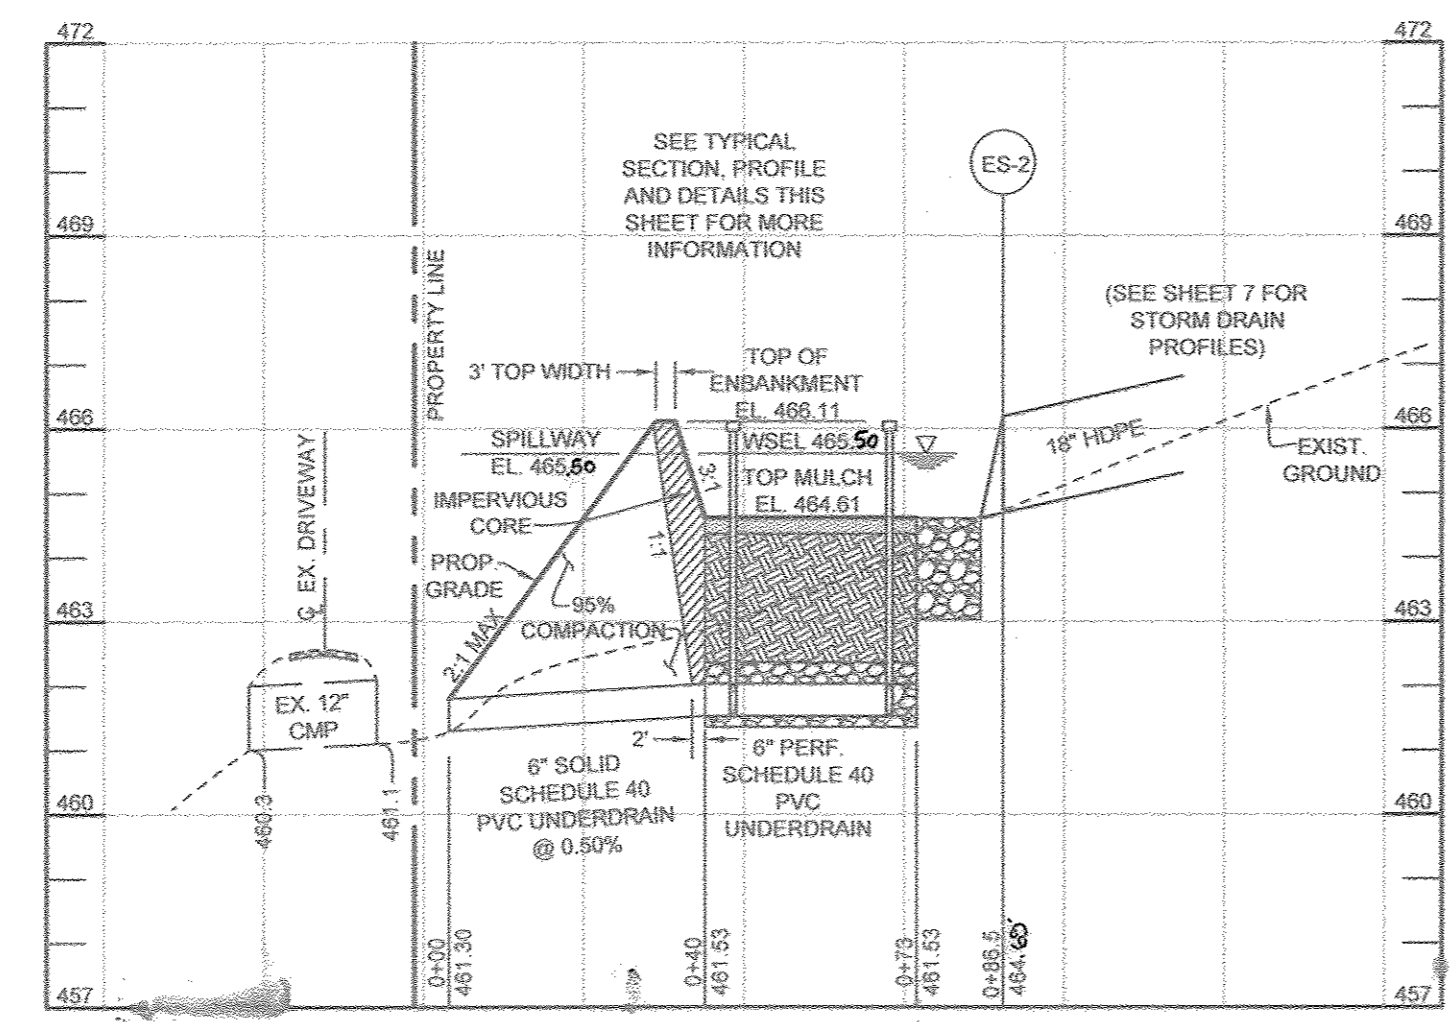 472
472
SEE TYPICAL
SECTION, PROFILE
AND DETAILS THIS
SHEET FOR MORE
INFORMATION
ES-2
469
469
PROPERTY LINE
(SEE SHEET 7 FOR
STORM DRAIN
PROFILES)
3' TOP WIDTH
TOP OF
ENBANKMENT
EL. 466.11
466
466
SPILLWAY
EL. 465.50
WSEL 465.50
18" HDPE
EXIST.
GROUND
TOP MULCH
EL. 464.61
3:1
IMPERVIOUS
CORE
1:1
PROP.
GRADE
℄ EX. DRIVEWAY
95%
COMPACTION
2:1 MAX
463
463
EX. 12"
CMP
2'
6" SOLID
SCHEDULE 40
PVC UNDERDRAIN
@ 0.50%
6" PERF.
SCHEDULE 40
PVC
UNDERDRAIN
460
460
460.3
461.1
0+00
461.30
0+40
461.53
0+73
461.53
0+86.5
464.60
457
457